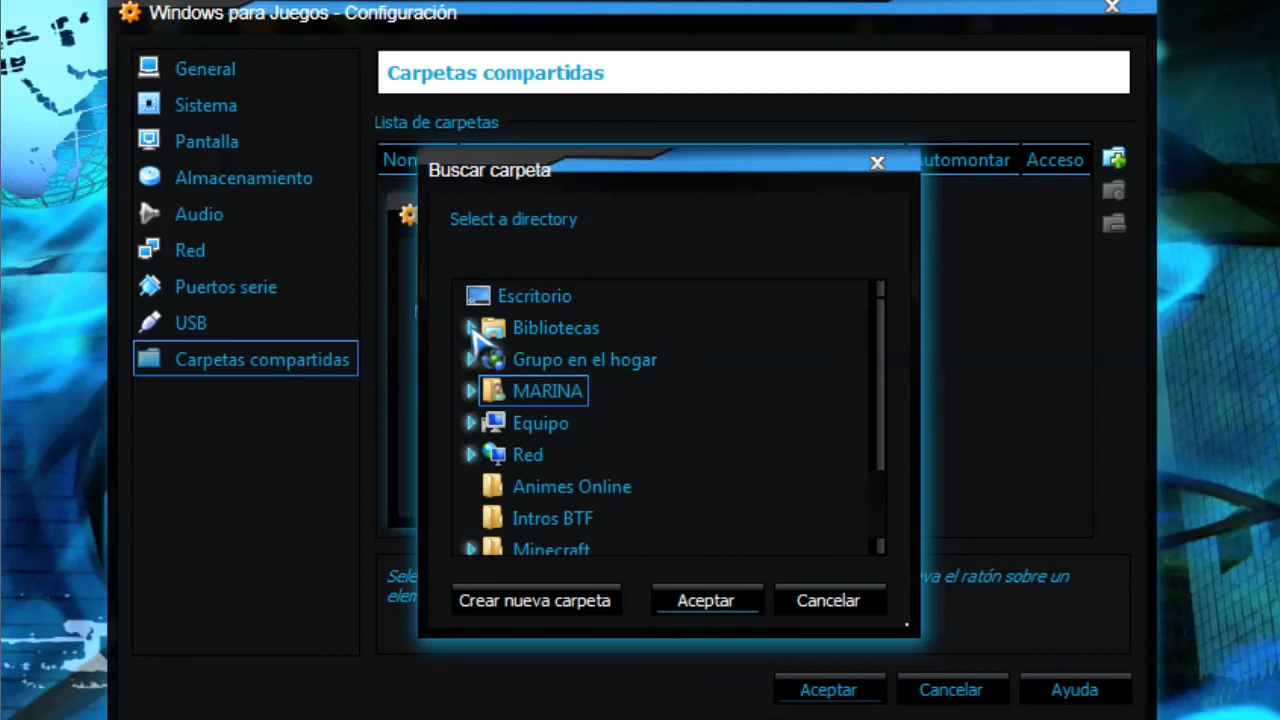 Windows para Juegos - Configuración
General
Sistema
Pantalla
Almacenamiento
Audio
Red
Puertos serie
USB
Carpetas compartidas
Carpetas compartidas
Lista de carpetas
Automontar Acceso
Buscar carpeta
Select a directory
Escritorio
Bibliotecas
Grupo en el hogar
MARINA
Equipo
Red
Animes Online
Intros BTF
Minecraft
Crear nueva carpeta Aceptar Cancelar
el ratón sobre un
Aceptar Cancelar Ayuda